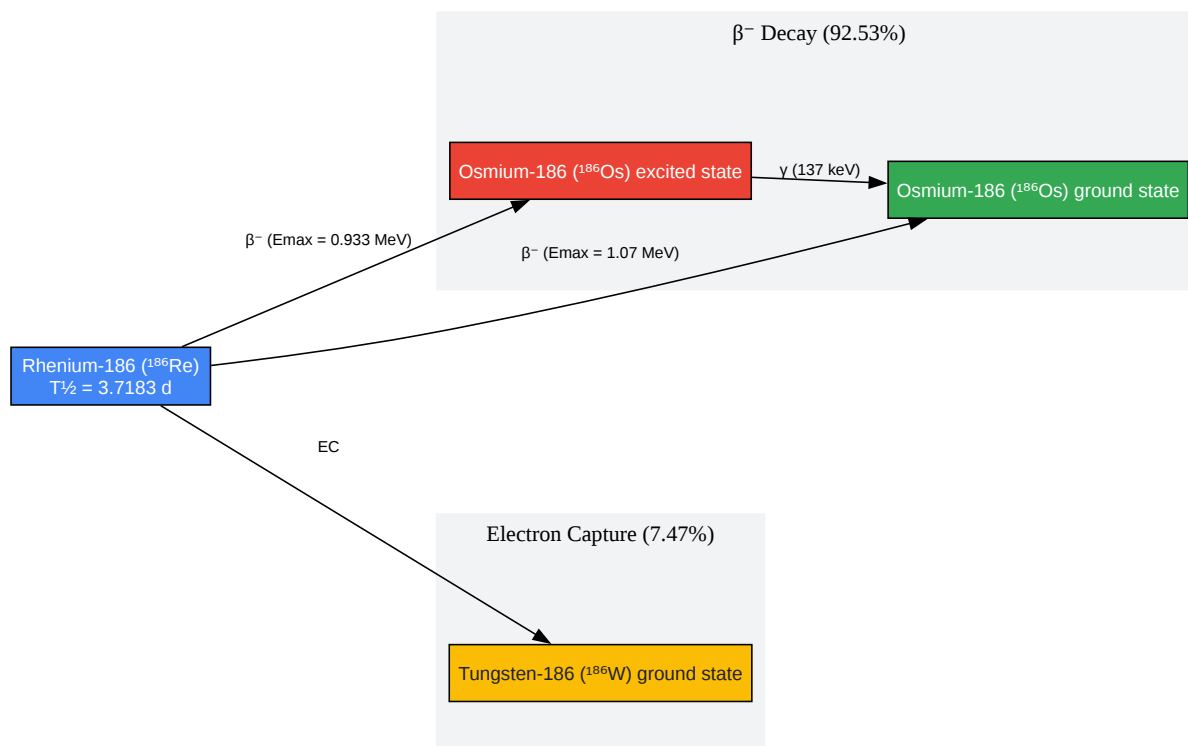 β⁻ Decay (92.53%)
Osmium-186 (¹⁸⁶Os) excited state
γ (137 keV)
Osmium-186 (¹⁸⁶Os) ground state
β⁻ (Emax = 0.933 MeV)
β⁻ (Emax = 1.07 MeV)
Rhenium-186 (¹⁸⁶Re)
T½ = 3.7183 d
EC
Electron Capture (7.47%)
Tungsten-186 (¹⁸⁶W) ground state